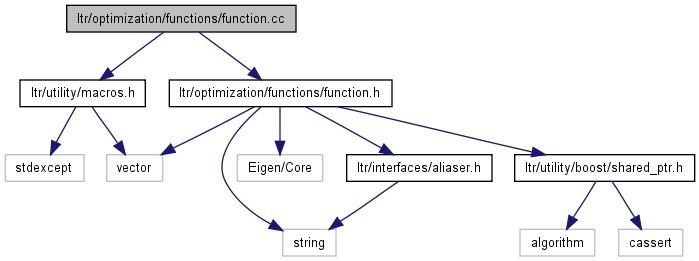 ltr/optimization/functions/function.cc
ltr/utility/macros.h
ltr/optimization/functions/function.h
stdexcept
vector
Eigen/Core
ltr/interfaces/aliaser.h
ltr/utility/boost/shared_ptr.h
string
algorithm
cassert